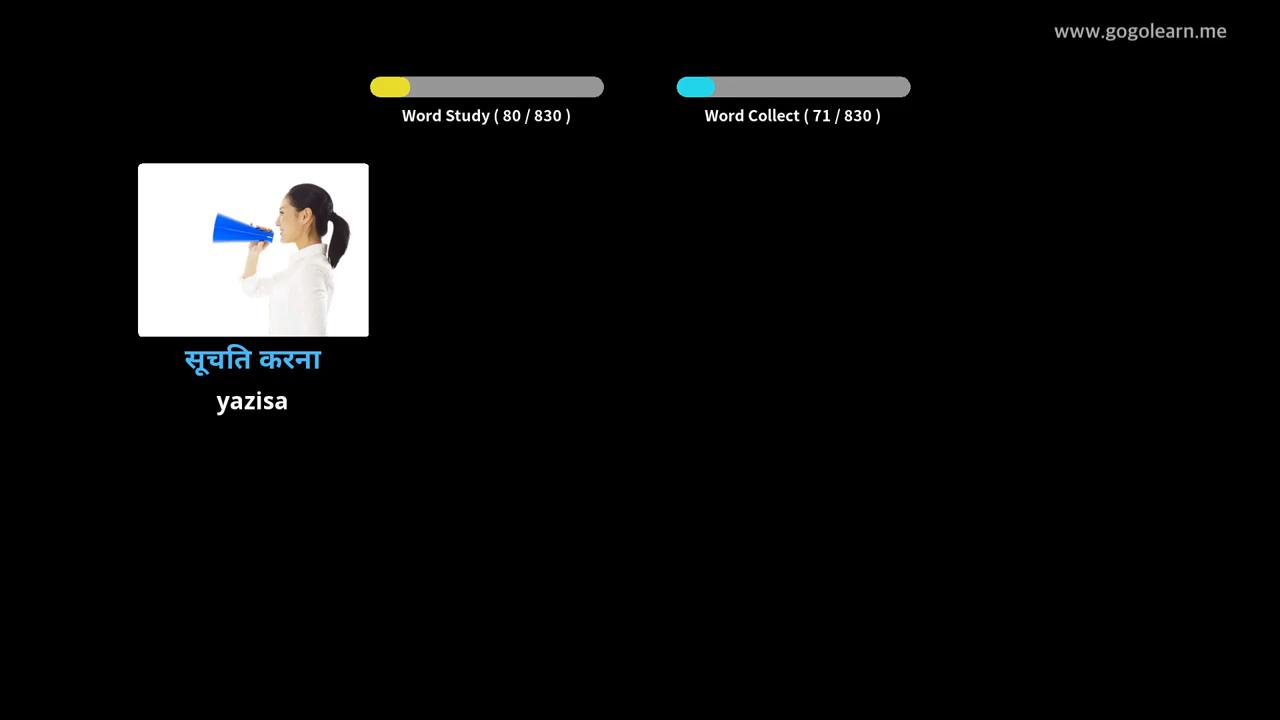 www.gogolearn.me
Word Study ( 80 / 830 )
Word Collect ( 71 / 830 )
सूचति करना
yazisa